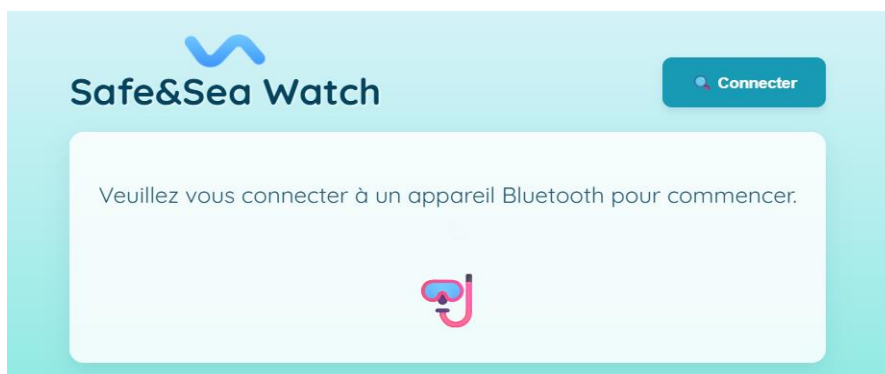 Safe&Sea Watch
Connecter
Veuillez vous connecter à un appareil Bluetooth pour commencer.